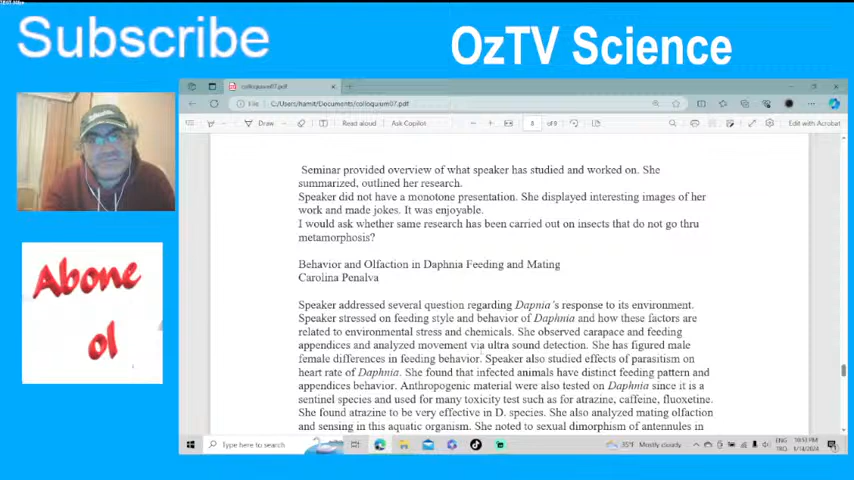 Subscribe
OzTV Science
colloquium07.pdf
File
C:/Users/hamit/Documents/colloquium07.pdf
Draw
Read aloud
Ask Copilot
8
of 9
Edit with Acrobat
Seminar provided overview of what speaker has studied and worked on. She
summarized, outlined her research.
Speaker did not have a monotone presentation. She displayed interesting images of her
work and made jokes. It was enjoyable.
I would ask whether same research has been carried out on insects that do not go thru
metamorphosis?
Behavior and Olfaction in Daphnia Feeding and Mating
Carolina Penalva
Speaker addressed several question regarding Dapnia's response to its environment.
Speaker stressed on feeding style and behavior of Daphnia and how these factors are
related to environmental stress and chemicals. She observed carapace and feeding
appendices and analyzed movement via ultra sound detection. She has figured male
female differences in feeding behavior. Speaker also studied effects of parasitism on
heart rate of Daphnia. She found that infected animals have distinct feeding pattern and
appendices behavior. Anthropogenic material were also tested on Daphnia since it is a
sentinel species and used for many toxicity test such as for atrazine, caffeine, fluoxetine.
She found atrazine to be very effective in D. species. She also analyzed mating olfaction
and sensing in this aquatic organism. She noted to sexual dimorphism of antennules in
Abone
ol
Type here to search
Mostly cloudy
ENG